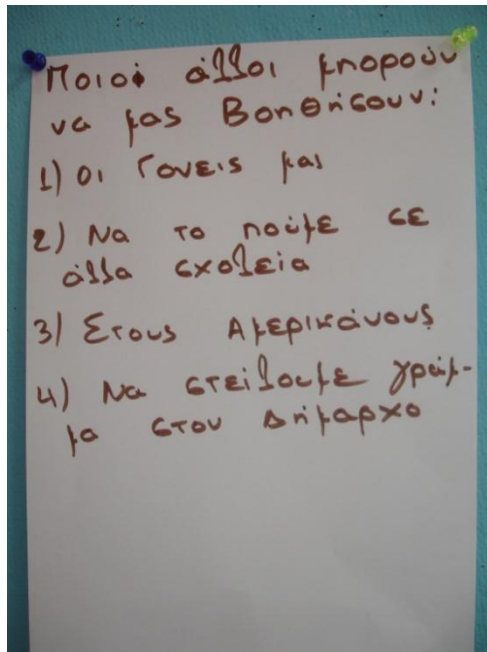 Ποιοι άλλοι μπορούν
να μας Βοηθήσουν:
1) Οι Γονείς μας
2) Να το πούμε σε
άλλα σχολεία
3) Στους Αμερικάνους
4) Να στείλουμε γράμ-
μα στον Δήμαρχο